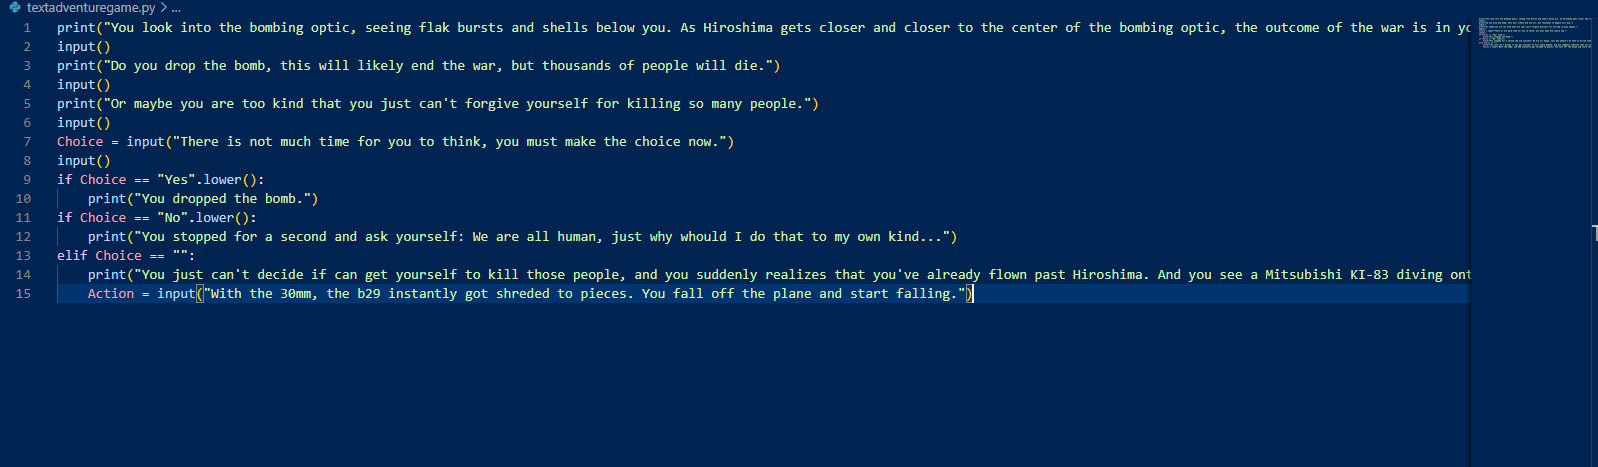 textadventuregame.py > ...
1 print("You look into the bombing optic, seeing flak bursts and shells below you. As Hiroshima gets closer and closer to the center of the bombing optic, the outcome of the war is in
2 input()
3 print("Do you drop the bomb, this will likely end the war, but thousands of people will die.")
4 input()
5 print("Or maybe you are too kind that you just can't forgive yourself for killing so many people.")
6 input()
7 Choice = input("There is not much time for you to think, you must make the choice now.")
8 input()
9 if Choice == "Yes".lower():
10 print("You dropped the bomb.")
11 if Choice == "No".lower():
12 print("You stopped for a second and ask yourself: We are all human, just why whould I do that to my own kind...")
13 elif Choice == "":
14 print("You just can't decide if can get yourself to kill those people, and you suddenly realizes that you've already flown past Hiroshima. And you see a Mitsubishi KI-83 diving ont
15 Action = input("With the 30mm, the b29 instantly got shreded to pieces. You fall off the plane and start falling.")